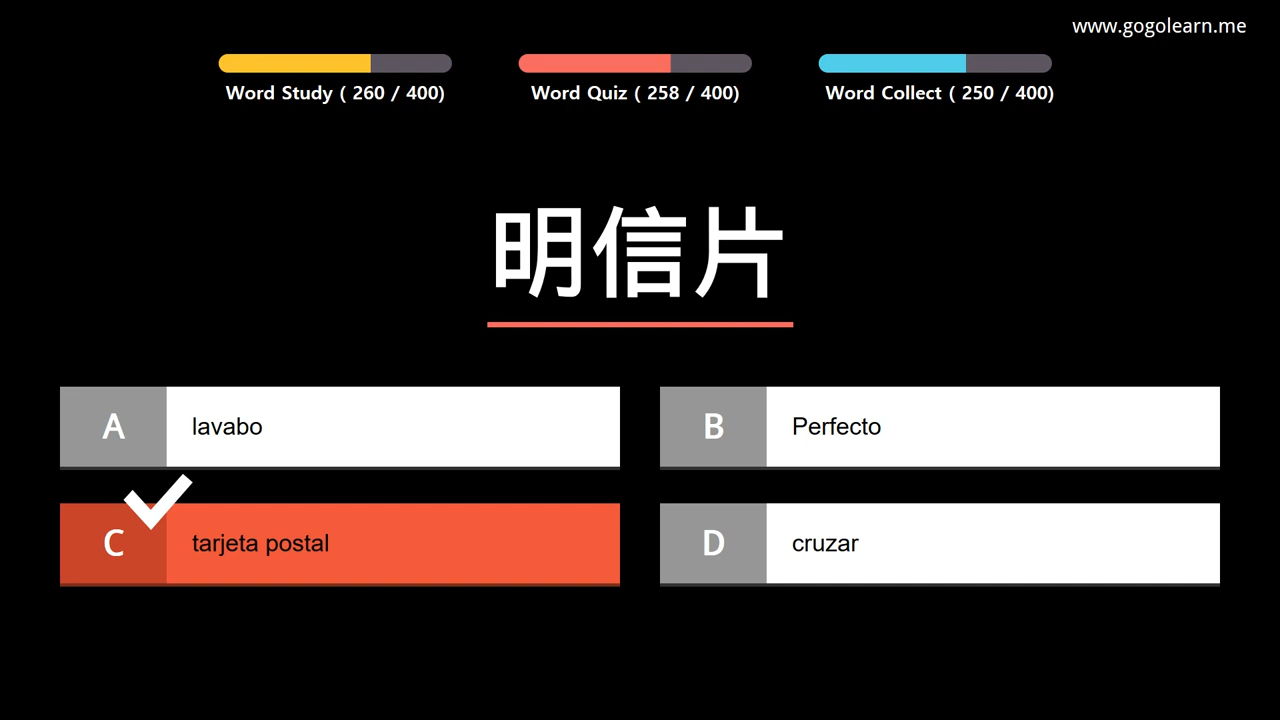 www.gogolearn.me
Word Study ( 260 / 400)
Word Quiz ( 258 / 400)
Word Collect ( 250 / 400)
明信片
A lavabo
B Perfecto
C tarjeta postal
D cruzar